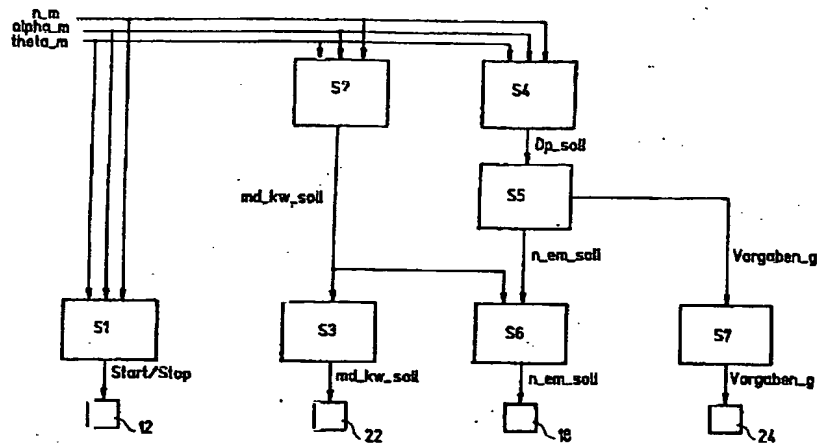 n_m
alpha_m
theta_m
S2
S4
Dp_soll
md_kw_soll
S5
n_em_soll
Vorgaben_g
S1
S3
S6
S7
Start/Stop
md_kw_soll
n_em_soll
Vorgaben_g
12
22
18
24